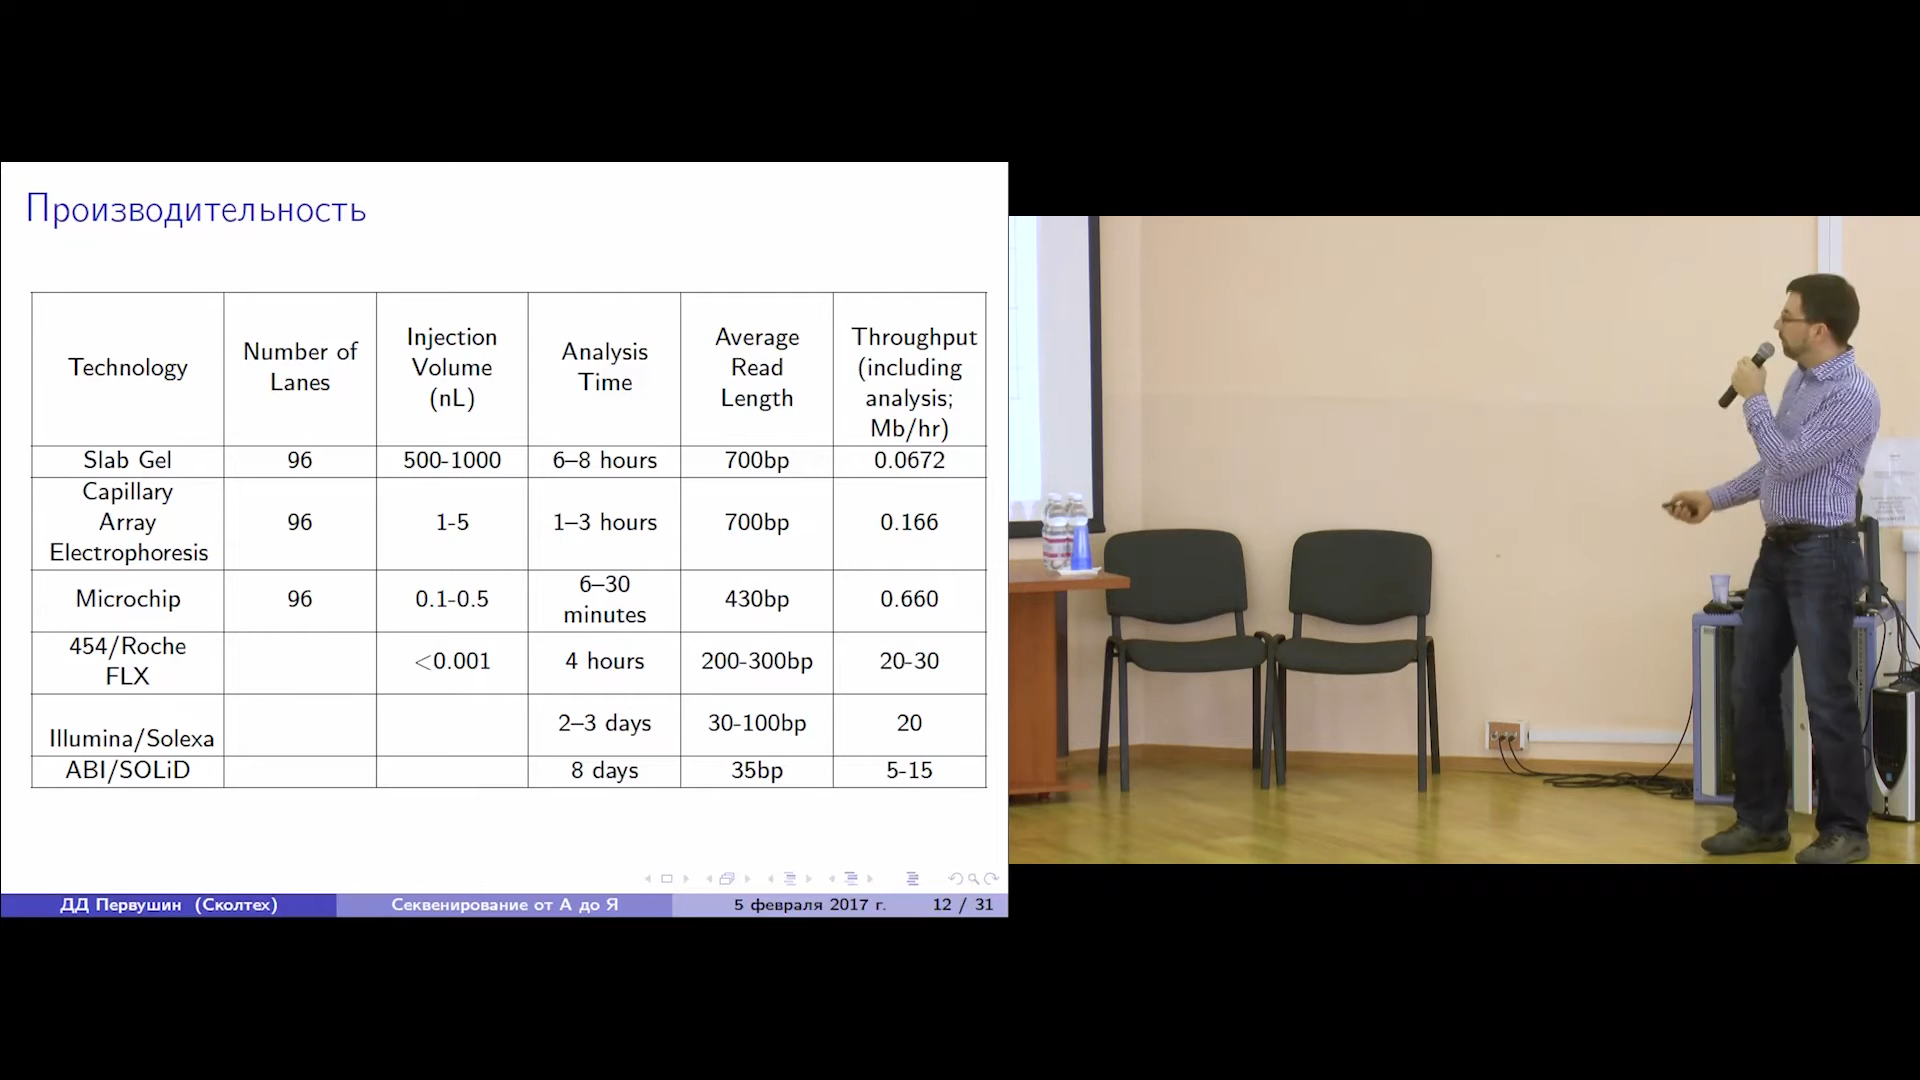 Производительность
Technology
Number of
Lanes
Injection
Volume
(nL)
Analysis
Time
Average
Read
Length
Throughput
(including
analysis;
Mb/hr)
Slab Gel
96
500-1000
6–8 hours
700bp
0.0672
Capillary
Array
Electrophoresis
96
1-5
1–3 hours
700bp
0.166
Microchip
96
0.1-0.5
6–30
minutes
430bp
0.660
454/Roche
FLX
<0.001
4 hours
200-300bp
20-30
Illumina/Solexa
2–3 days
30-100bp
20
ABI/SOLiD
8 days
35bp
5-15
ДД Первушин (Сколтех)
Секвенирование от А до Я
5 февраля 2017 г.
12 / 31